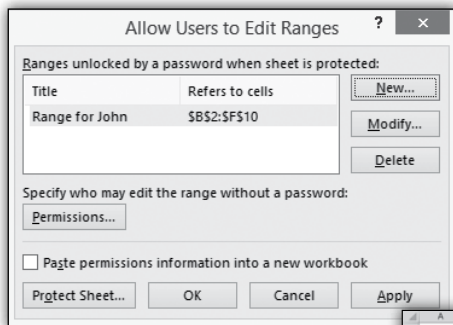 Allow Users to Edit Ranges ? ×
Ranges unlocked by a password when sheet is protected:
Title Refers to cells
Range for John $B$2:$F$10
New...
Modify...
Delete
Specify who may edit the range without a password:
Permissions...
Paste permissions information into a new workbook
Protect Sheet... OK Cancel Apply
A